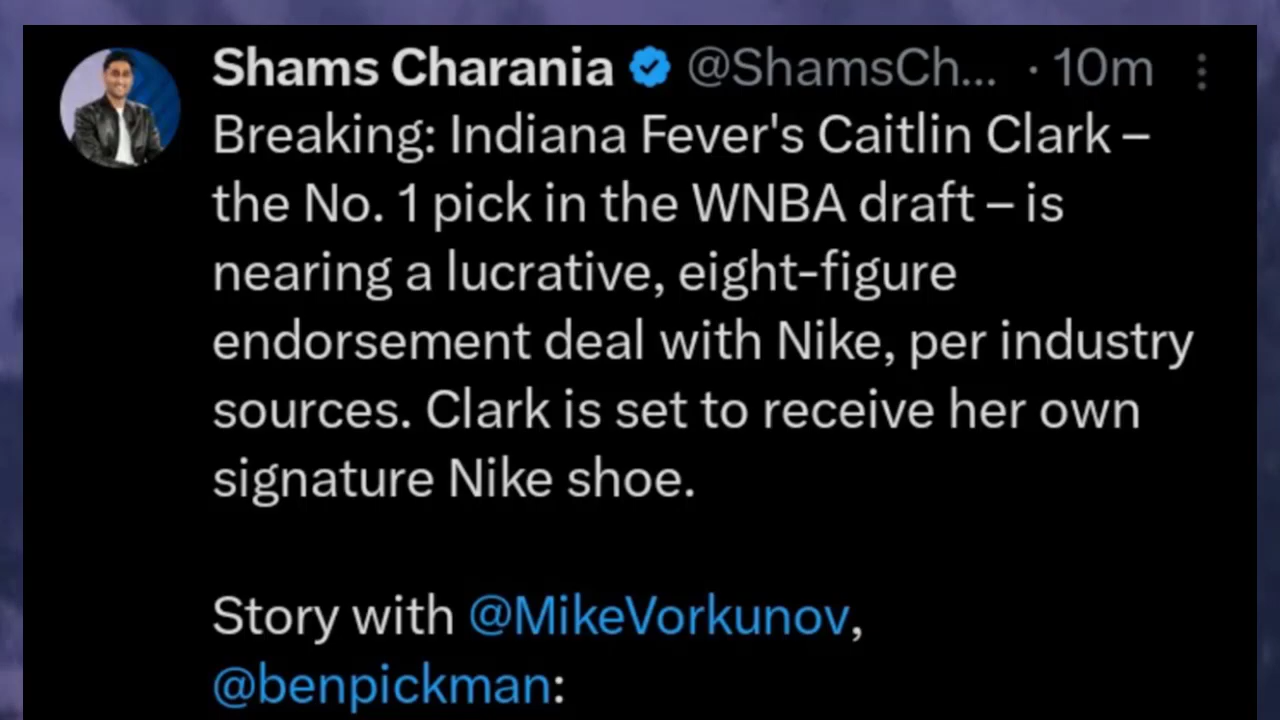 Shams Charania @ShamsCh... · 10m
Breaking: Indiana Fever's Caitlin Clark –
the No. 1 pick in the WNBA draft – is
nearing a lucrative, eight-figure
endorsement deal with Nike, per industry
sources. Clark is set to receive her own
signature Nike shoe.
Story with @MikeVorkunov,
@benpickman: